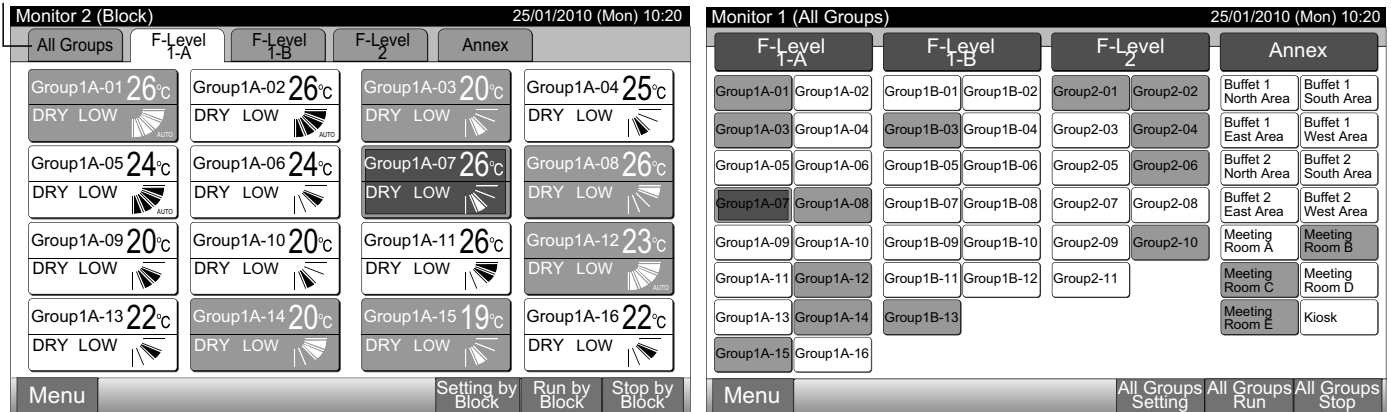 Monitor 2 (Block) 25/01/2010 (Mon) 10:20
All Groups F-Level 1-A F-Level 1-B F-Level 2 Annex
Group1A-01 26°C Group1A-02 26°C Group1A-03 20°C Group1A-04 25°C
DRY LOW AUTO DRY LOW AUTO DRY LOW DRY LOW
Group1A-05 24°C Group1A-06 24°C Group1A-07 26°C Group1A-08 26°C
DRY LOW AUTO DRY LOW DRY LOW DRY LOW
Group1A-09 20°C Group1A-10 20°C Group1A-11 26°C Group1A-12 23°C
DRY LOW DRY LOW DRY LOW DRY LOW AUTO
Group1A-13 22°C Group1A-14 20°C Group1A-15 19°C Group1A-16 22°C
DRY LOW DRY LOW DRY LOW DRY LOW
Menu Setting by Block Run by Block Stop by Block
Monitor 1 (All Groups) 25/01/2010 (Mon) 10:20
F-Level 1-A F-Level 1-B F-Level 2 Annex
Group1A-01 Group1A-02 Group1B-01 Group1B-02 Group2-01 Group2-02 Buffet 1 North Area Buffet 1 South Area
Group1A-03 Group1A-04 Group1B-03 Group1B-04 Group2-03 Group2-04 Buffet 1 East Area Buffet 1 West Area
Group1A-05 Group1A-06 Group1B-05 Group1B-06 Group2-05 Group2-06 Buffet 2 North Area Buffet 2 South Area
Group1A-07 Group1A-08 Group1B-07 Group1B-08 Group2-07 Group2-08 Buffet 2 East Area Buffet 2 West Area
Group1A-09 Group1A-10 Group1B-09 Group1B-10 Group2-09 Group2-10 Meeting Room A Meeting Room B
Group1A-11 Group1A-12 Group1B-11 Group1B-12 Group2-11 Meeting Room C Meeting Room D
Group1A-13 Group1A-14 Group1B-13 Meeting Room E Kiosk
Group1A-15 Group1A-16
Menu All Groups Setting All Groups Run All Groups Stop